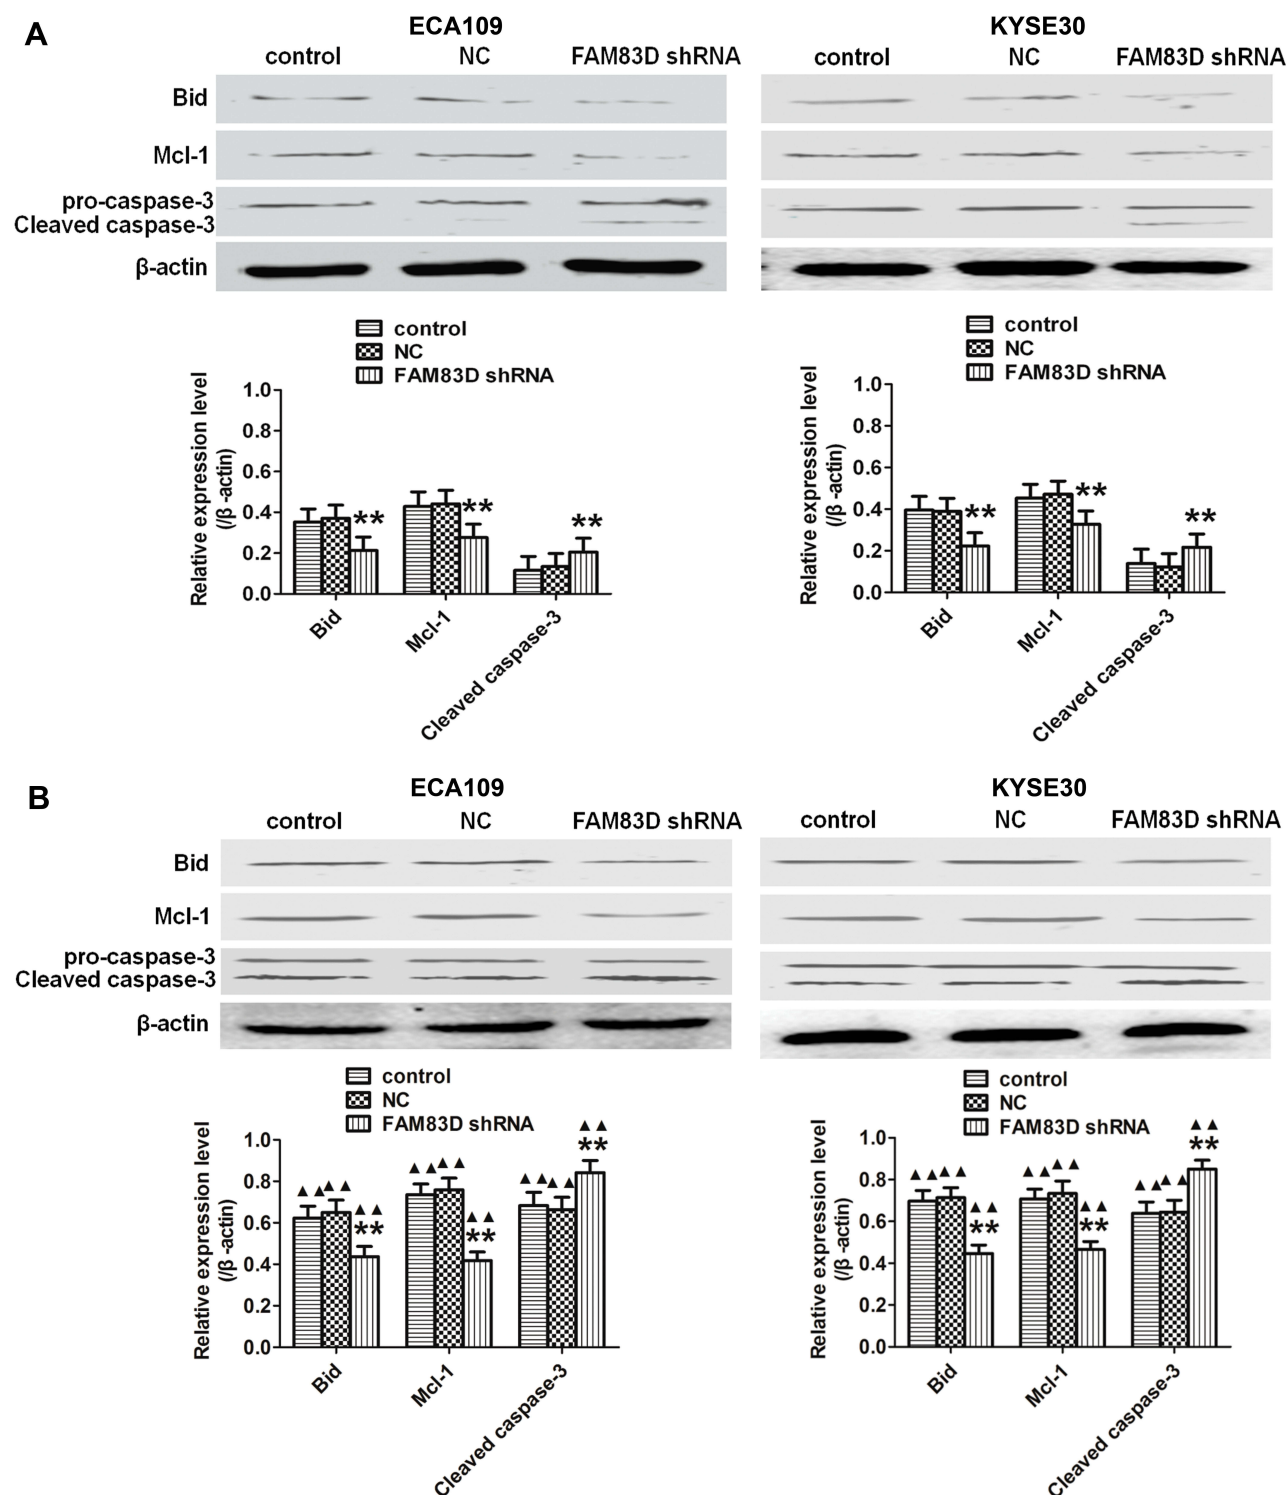 A
ECA109
control NC FAM83D shRNA
Bid
Mcl-1
pro-caspase-3
Cleaved caspase-3
β-actin
KYSE30
control NC FAM83D shRNA
control
NC
FAM83D shRNA
Relative expression level
(/β -actin)
1.0
0.8
0.6
0.4
0.2
0.0
** ** **
Bid
Mcl-1
Cleaved caspase-3
control
NC
FAM83D shRNA
Relative expression level
(/β -actin)
1.0
0.8
0.6
0.4
0.2
0.0
** ** **
Bid
Mcl-1
Cleaved caspase-3
B
ECA109
control NC FAM83D shRNA
Bid
Mcl-1
pro-caspase-3
Cleaved caspase-3
β-actin
KYSE30
control NC FAM83D shRNA
control
NC
FAM83D shRNA
Relative expression level
(/β -actin)
1.0
0.8
0.6
0.4
0.2
0.0
▲▲ ▲▲ ▲▲ ** ▲▲ ▲▲ ▲▲ ** ▲▲ ▲▲ ▲▲ **
Bid
Mcl-1
Cleaved caspase-3
control
NC
FAM83D shRNA
Relative expression level
(/β -actin)
1.0
0.8
0.6
0.4
0.2
0.0
▲▲ ▲▲ ▲▲ ** ▲▲ ▲▲ ▲▲ ** ▲▲ ▲▲ ▲▲ **
Bid
Mcl-1
Cleaved caspase-3